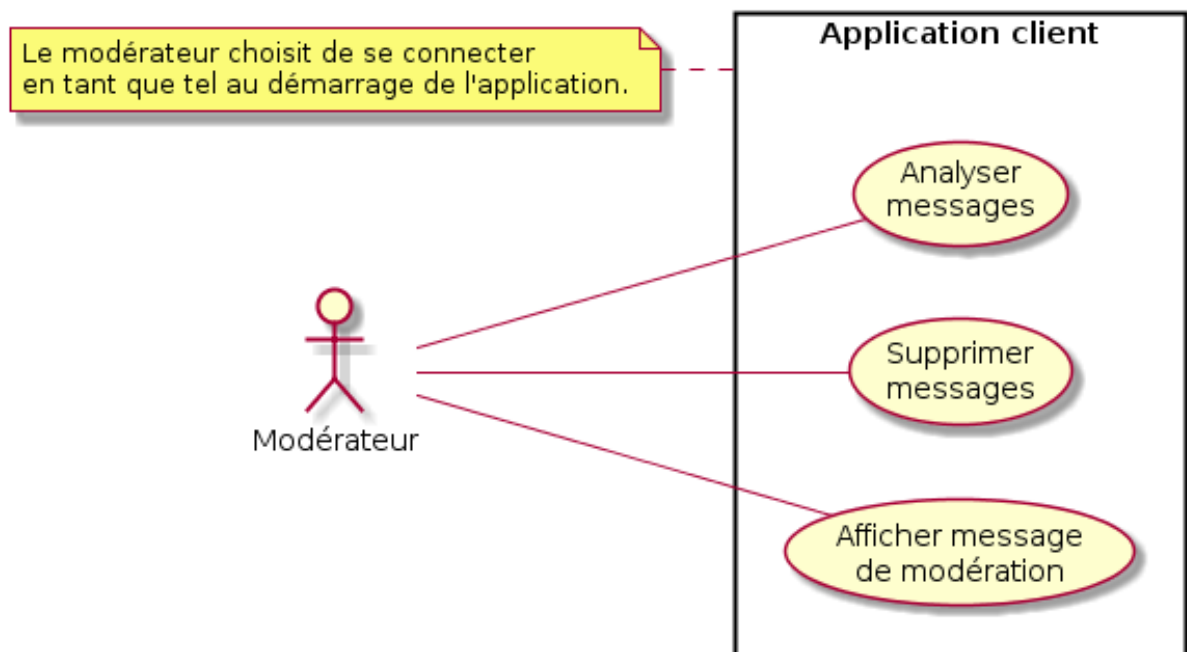 Le modérateur choisit de se connecter
en tant que tel au démarrage de l'application.
Application client
Analyser
messages
Supprimer
messages
Modérateur
Afficher message
de modération